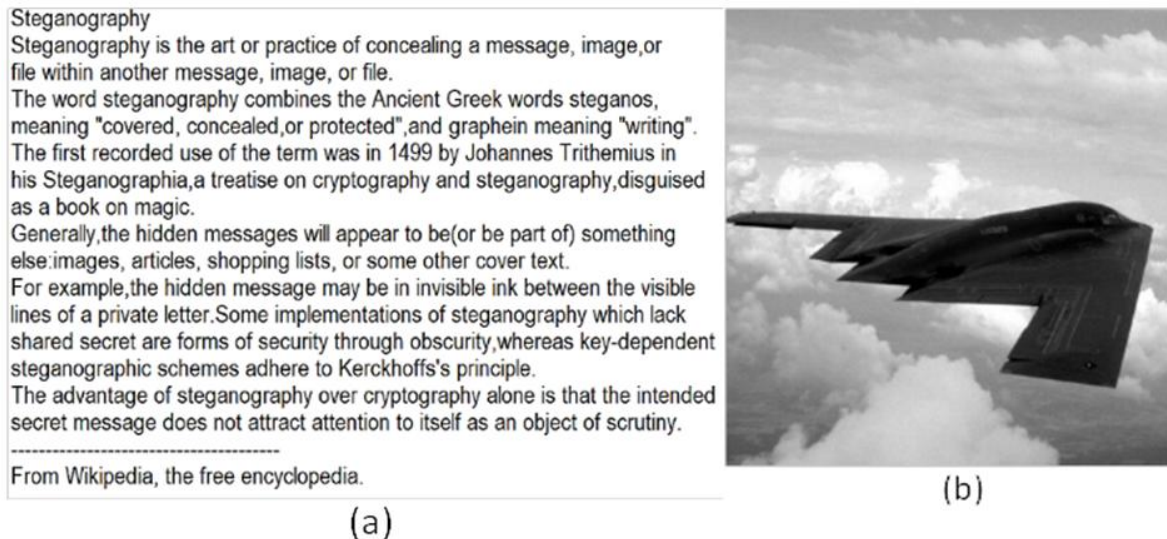 Steganography
Steganography is the art or practice of concealing a message, image,or
file within another message, image, or file.
The word steganography combines the Ancient Greek words steganos,
meaning "covered, concealed,or protected",and graphein meaning "writing".
The first recorded use of the term was in 1499 by Johannes Trithemius in
his Steganographia,a treatise on cryptography and steganography,disguised
as a book on magic.
Generally,the hidden messages will appear to be(or be part of) something
else:images, articles, shopping lists, or some other cover text.
For example,the hidden message may be in invisible ink between the visible
lines of a private letter.Some implementations of steganography which lack
shared secret are forms of security through obscurity,whereas key-dependent
steganographic schemes adhere to Kerckhoffs's principle.
The advantage of steganography over cryptography alone is that the intended
secret message does not attract attention to itself as an object of scrutiny.
---------------------------------------
From Wikipedia, the free encyclopedia.
(a)
(b)